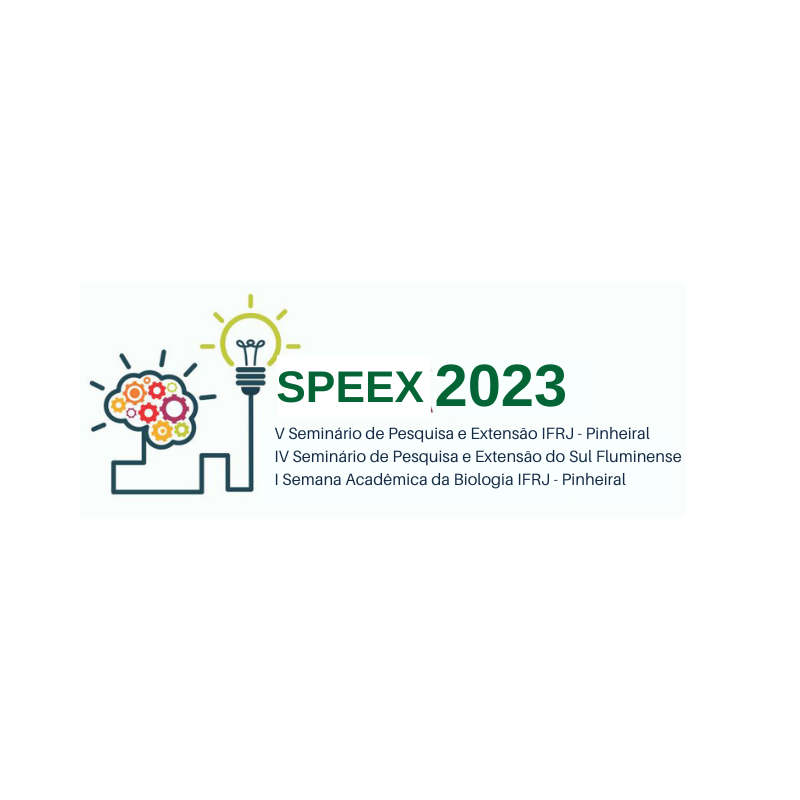 SPEEX 2023
V Seminário de Pesquisa e Extensão IFRJ - Pinheiral
IV Seminário de Pesquisa e Extensão do Sul Fluminense
I Semana Acadêmica da Biologia IFRJ - Pinheiral